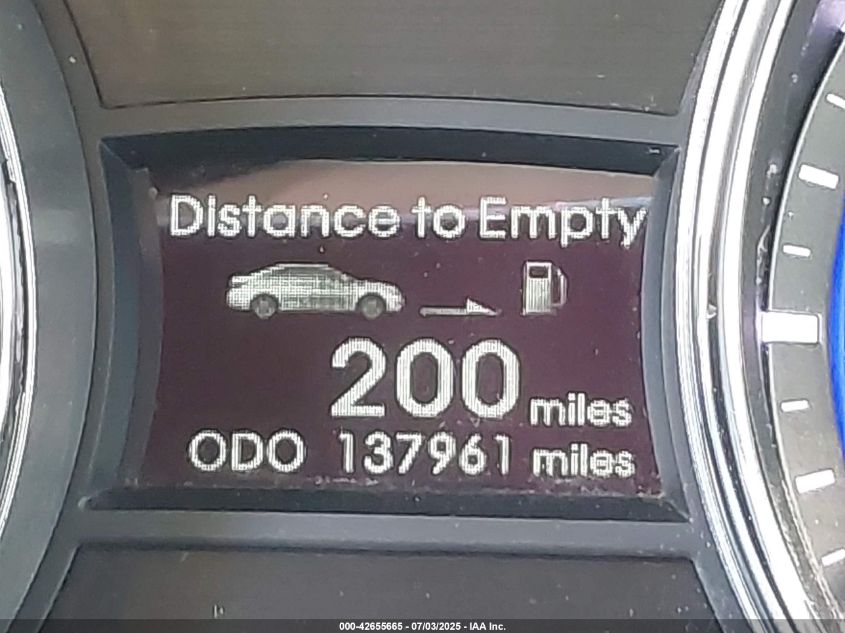 Distance to Empty
200 miles
ODO 137961 miles
000-42655665 - 07/03/2025 - IAA Inc.